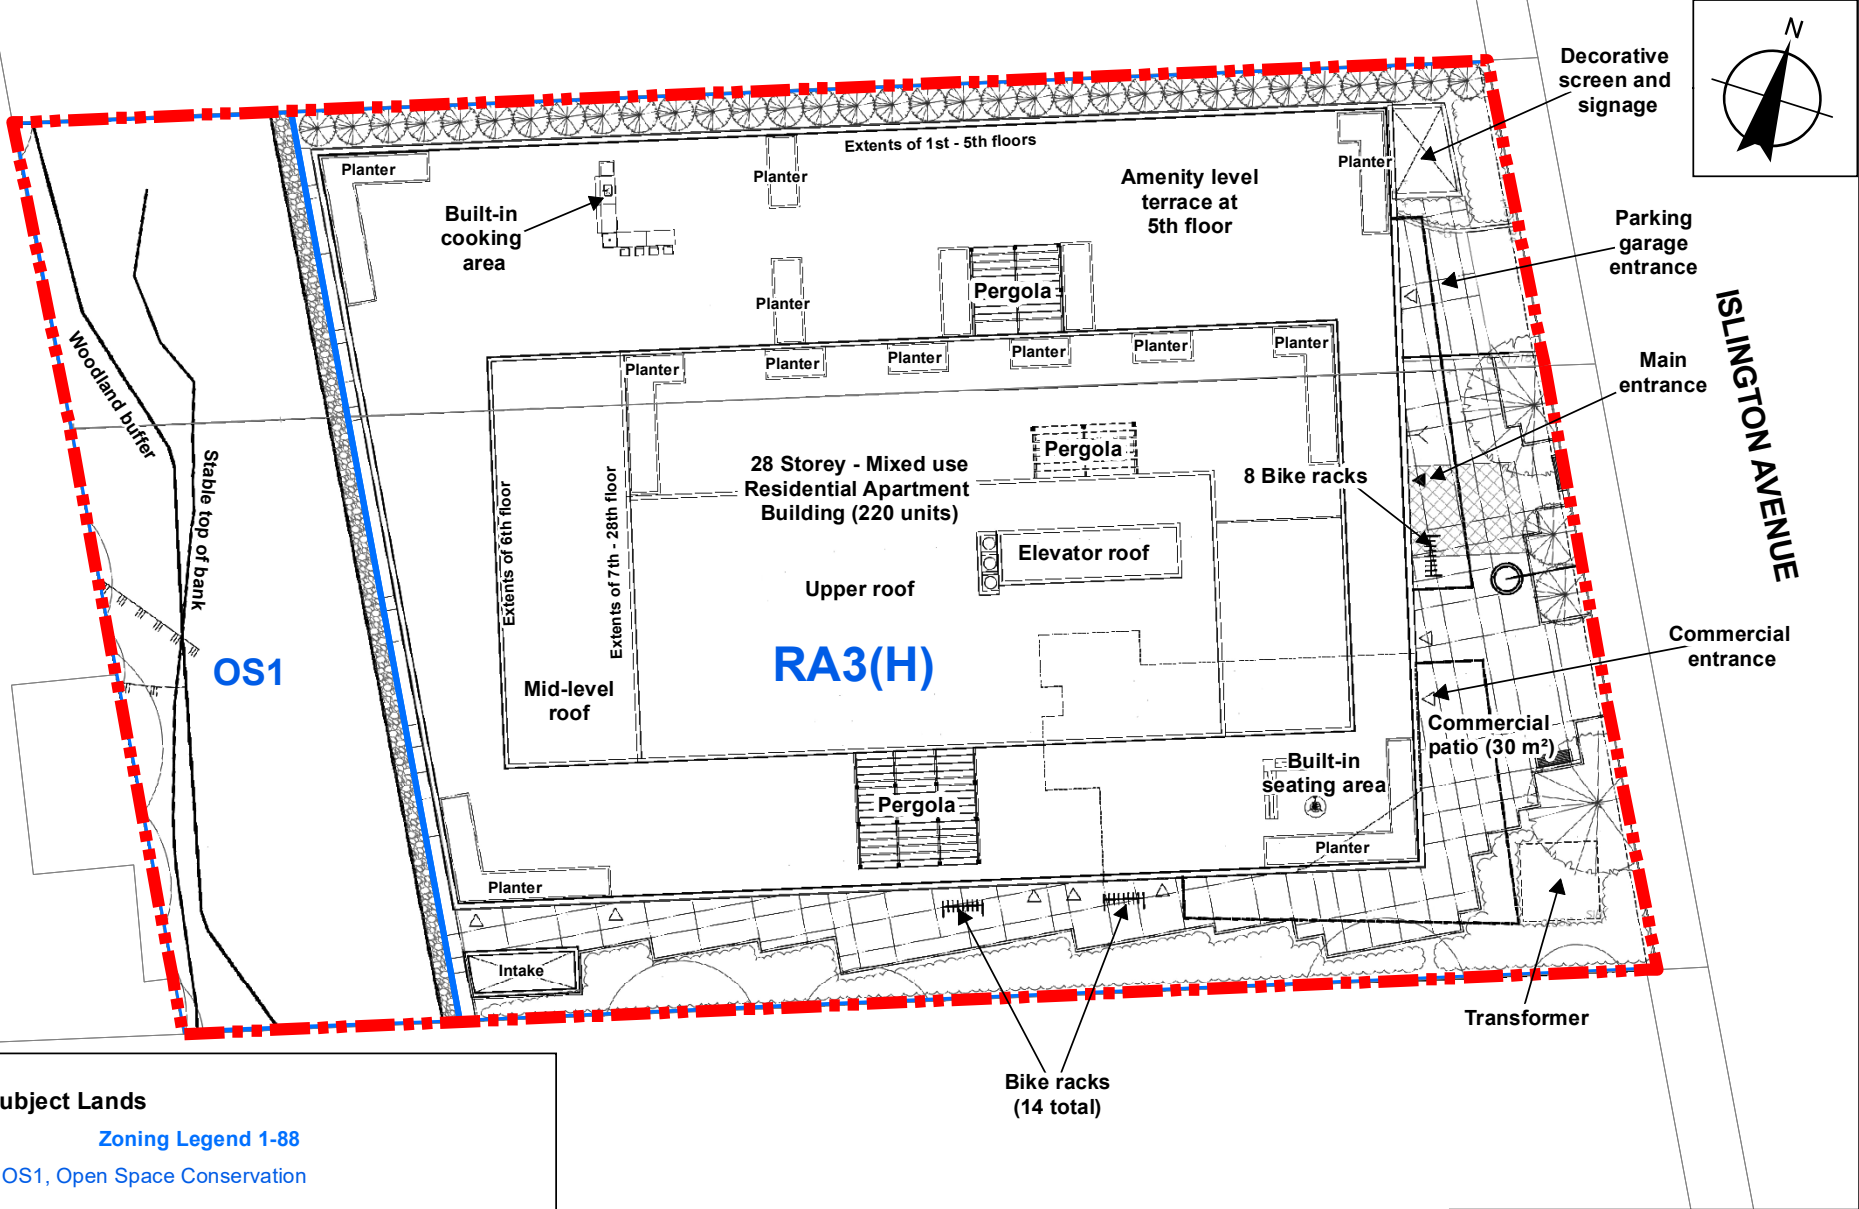 N
Decorative
screen and
signage
Extents of 1st - 5th floors
Planter
Planter
Planter
Amenity level
terrace at
5th floor
Built-in
cooking
area
Parking
garage
entrance
Pergola
Planter
ISLINGTON AVENUE
Woodland buffer
Planter
Planter
Planter
Planter
Planter
Planter
Main
entrance
Pergola
Stable top of bank
Extents of 6th floor
Extents of 7th - 28th floor
28 Storey - Mixed use
Residential Apartment
Building (220 units)
8 Bike racks
Elevator roof
Upper roof
OS1
RA3(H)
Commercial
entrance
Mid-level
roof
Commercial
patio (30 m²)
Built-in
seating area
Pergola
Planter
Planter
Intake
Transformer
Bike racks
(14 total)
ubject Lands
Zoning Legend 1-88
OS1, Open Space Conservation